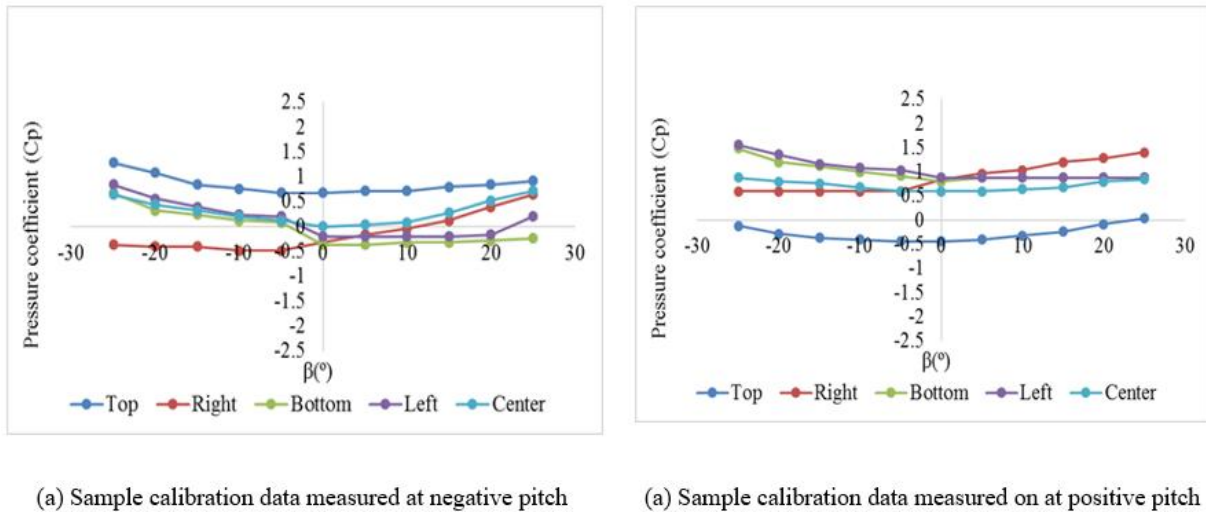 Pressure coefficient (Cp)
2.5
2
1.5
1
0.5
0
-0.5
-1
-1.5
-2
-2.5
-30 -20 -10 0 10 20 30
β(º)
Top Right Bottom Left Center
(a) Sample calibration data measured at negative pitch
Pressure coefficient (Cp)
2.5
2
1.5
1
0.5
0
-0.5
-1
-1.5
-2
-2.5
-30 -20 -10 0 10 20 30
β(º)
Top Right Bottom Left Center
(a) Sample calibration data measured on at positive pitch